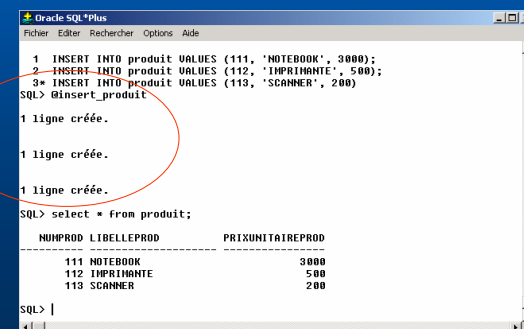 Oracle SQL*Plus
Fichier Editer Rechercher Options Aide
1 INSERT INTO produit VALUES (111, 'NOTEBOOK', 3000);
2 INSERT INTO produit VALUES (112, 'IMPRIMANTE', 500);
3* INSERT INTO produit VALUES (113, 'SCANNER', 200)
SQL> @insert_produit
1 ligne créée.
1 ligne créée.
1 ligne créée.
SQL> select * from produit;
NUMPROD LIBELLEPROD PRIXUNITAIREPROD
---------- -------------------- ----------------
111 NOTEBOOK 3000
112 IMPRIMANTE 500
113 SCANNER 200
SQL>